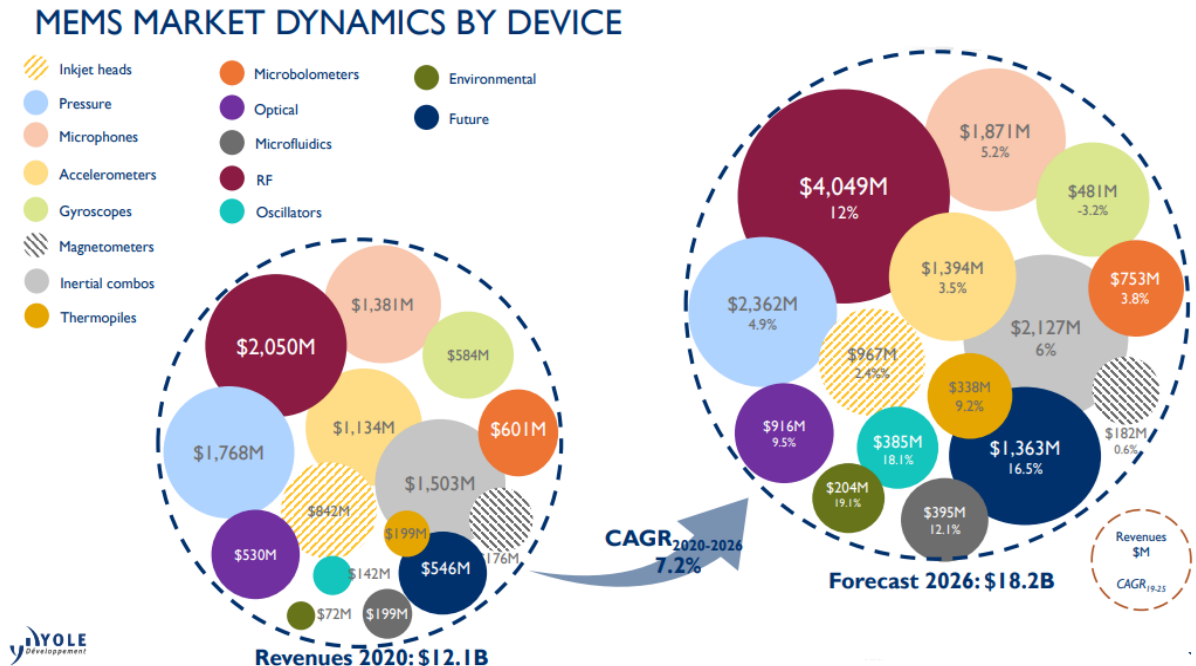 MEMS MARKET DYNAMICS BY DEVICE
Inkjet heads
Pressure
Microphones
Accelerometers
Gyroscopes
Magnetometers
Inertial combos
Thermopiles
Microbolometers
Optical
Microfluidics
RF
Oscillators
Environmental
Future
$1,381M
$2,050M
$584M
$1,134M
$601M
$1,768M
$1,503M
$842M
$199M
$176M
$530M
$142M
$546M
$72M
$199M
Revenues 2020: $12.1B
CAGR2020-2026
7.2%
$1,871M
5.2%
$4,049M
12%
$481M
-3.2%
$1,394M
3.5%
$753M
3.8%
$2,362M
4.9%
$2,127M
6%
$967M
2.4%%
$338M
9.2%
$182M
0.6%
$916M
9.5%
$385M
18.1%
$1,363M
16.5%
$204M
19.1%
$395M
12.1%
Forecast 2026: $18.2B
Revenues
$M
CAGR19-25
YOLE
Développement